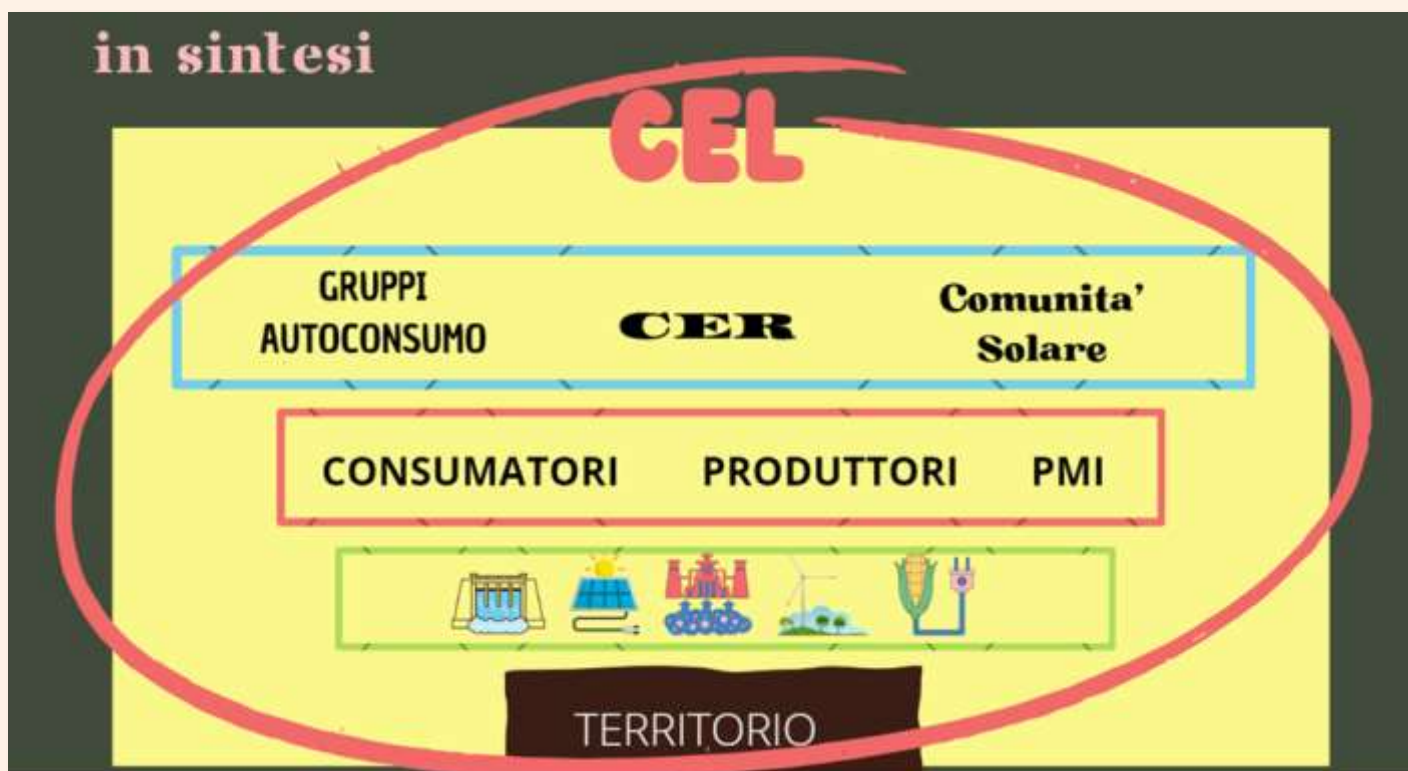 in sintesi
CEL
GRUPPI
AUTOCONSUMO
CER
Comunita'
Solare
CONSUMATORI PRODUTTORI PMI
TERRITORIO